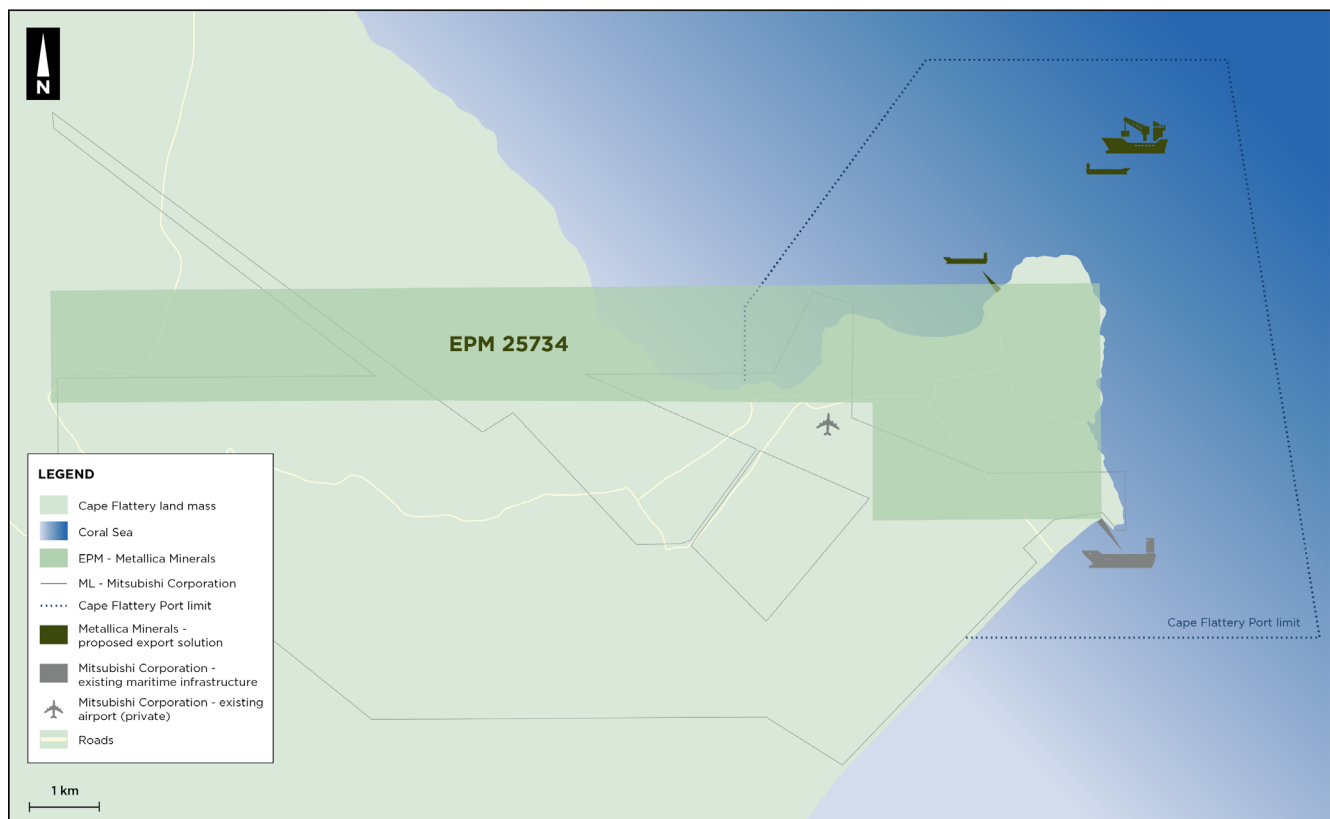 N
EPM 25734
LEGEND
Cape Flattery land mass
Coral Sea
EPM - Metallica Minerals
ML - Mitsubishi Corporation
Cape Flattery Port limit
Metallica Minerals -
proposed export solution
Mitsubishi Corporation -
existing maritime infrastructure
Mitsubishi Corporation - existing
airport (private)
Roads
1 km
Cape Flattery Port limit